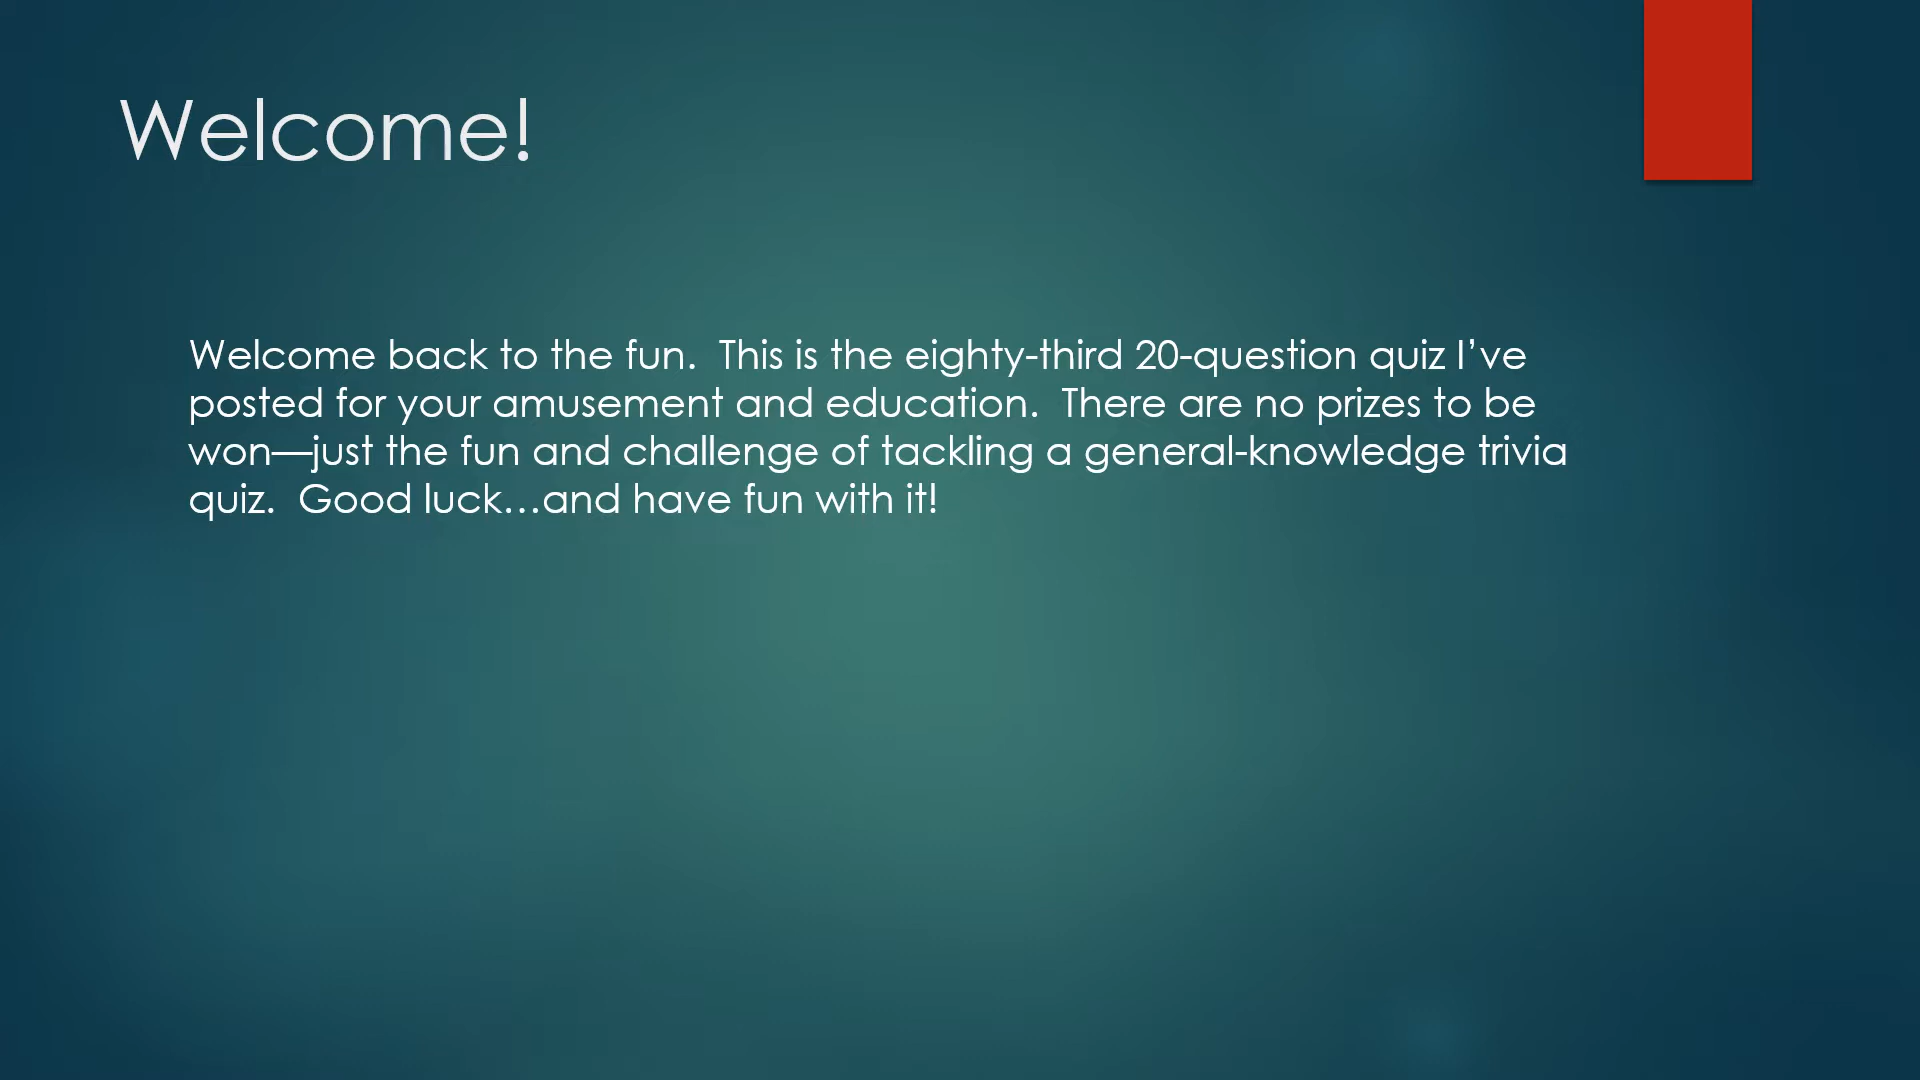 Welcome!
Welcome back to the fun.  This is the eighty-third 20-question quiz I’ve
posted for your amusement and education.  There are no prizes to be
won—just the fun and challenge of tackling a general-knowledge trivia
quiz.  Good luck…and have fun with it!